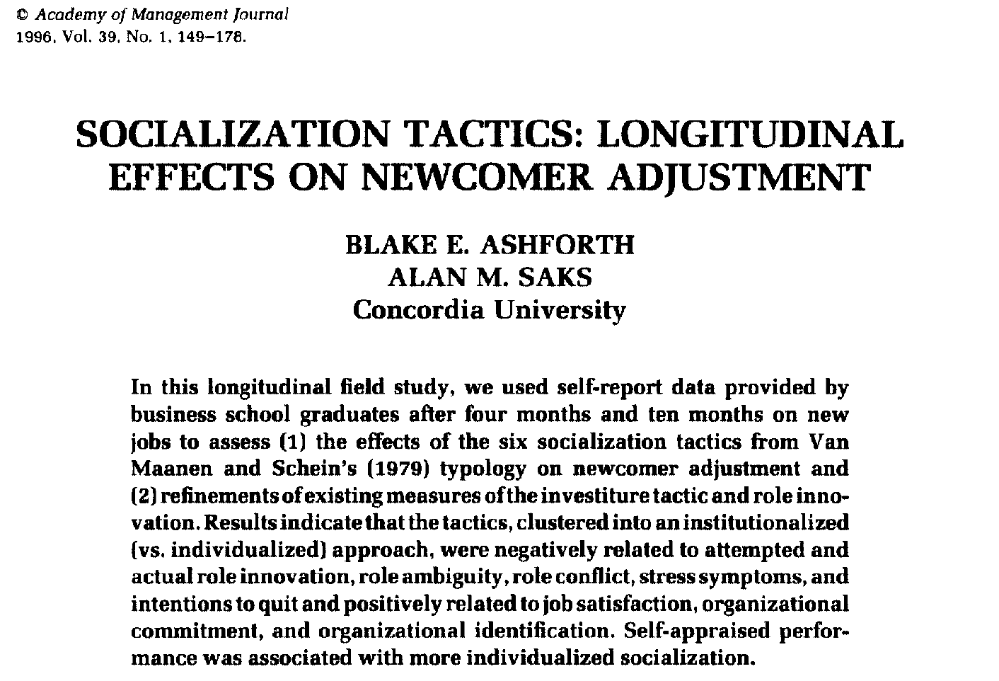 © Academy of Management Journal
1996, Vol. 39, No. 1, 149–178.
SOCIALIZATION TACTICS: LONGITUDINAL
EFFECTS ON NEWCOMER ADJUSTMENT
BLAKE E. ASHFORTH
ALAN M. SAKS
Concordia University
In this longitudinal field study, we used self-report data provided by
business school graduates after four months and ten months on new
jobs to assess (1) the effects of the six socialization tactics from Van
Maanen and Schein's (1979) typology on newcomer adjustment and
(2) refinements of existing measures of the investiture tactic and role inno-
vation. Results indicate that the tactics, clustered into an institutionalized
(vs. individualized) approach, were negatively related to attempted and
actual role innovation, role ambiguity, role conflict, stress symptoms, and
intentions to quit and positively related to job satisfaction, organizational
commitment, and organizational identification. Self-appraised perfor-
mance was associated with more individualized socialization.